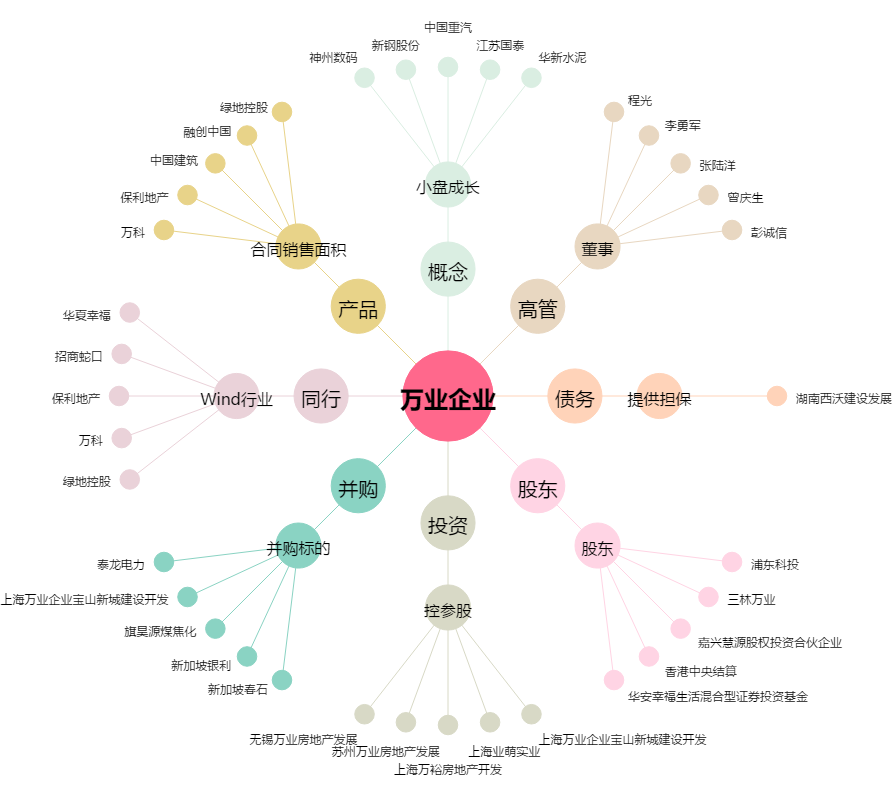 中国重汽
新钢股份
江苏国泰
神州数码
华新水泥
绿地控股
程光
融创中国
李勇军
中国建筑
张陆洋
小盘成长
保利地产
曾庆生
万科
彭诚信
合同销售面积
董事
概念
产品
高管
华夏幸福
招商蛇口
保利地产
Wind行业
同行
万业企业
债务
提供担保
湖南西沃建设发展
万科
绿地控股
并购
股东
投资
并购标的
股东
泰龙电力
浦东科投
上海万业企业宝山新城建设开发
三林万业
控参股
旗昊源煤焦化
嘉兴慧源股权投资合伙企业
新加坡银利
香港中央结算
新加坡春石
华安幸福生活混合型证券投资基金
无锡万业房地产发展
上海万业企业宝山新城建设开发
苏州万业房地产发展
上海业萌实业
上海万裕房地产开发